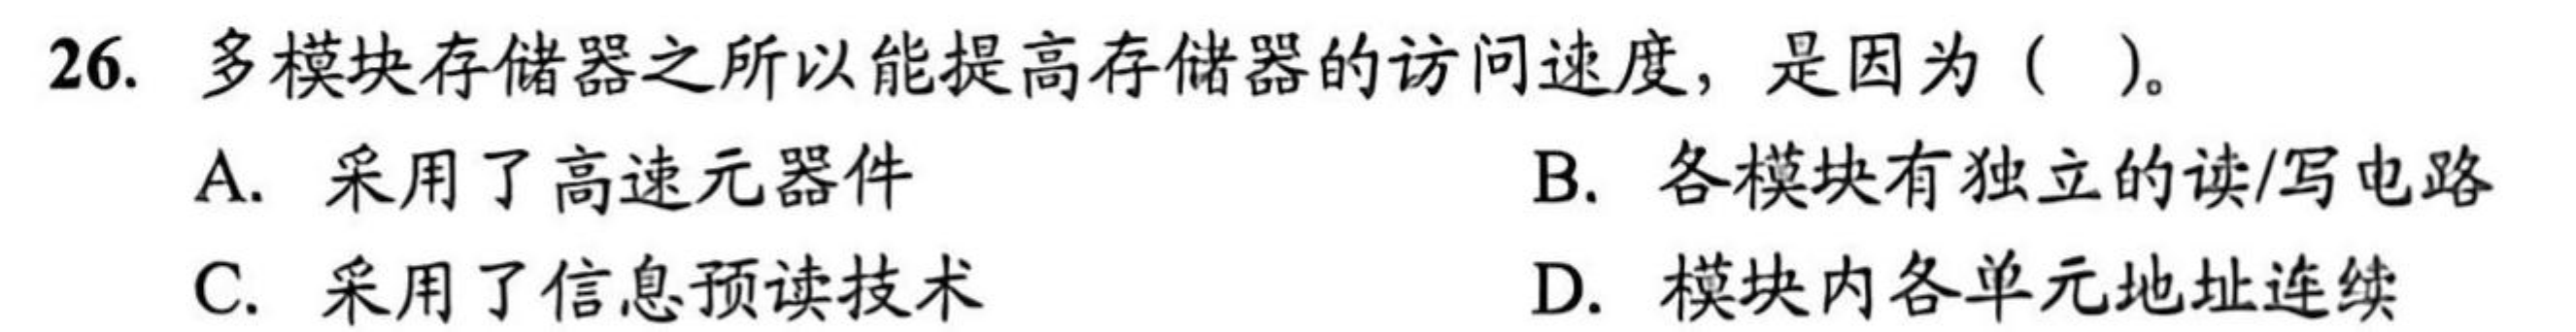 26. 多模块存储器之所以能提高存储器的访问速度，是因为（ ）。
A. 采用了高速元器件 B. 各模块有独立的读/写电路
C. 采用了信息预读技术 D. 模块内各单元地址连续